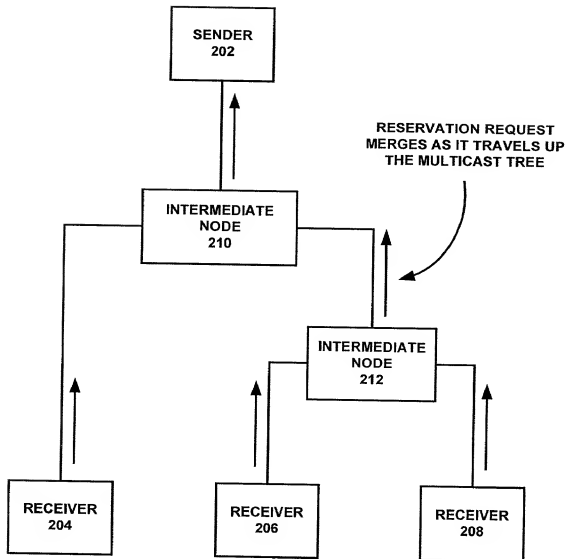 SENDER
202
RESERVATION REQUEST
MERGES AS IT TRAVELS UP
THE MULTICAST TREE
INTERMEDIATE
NODE
210
INTERMEDIATE
NODE
212
RECEIVER
204
RECEIVER
206
RECEIVER
208